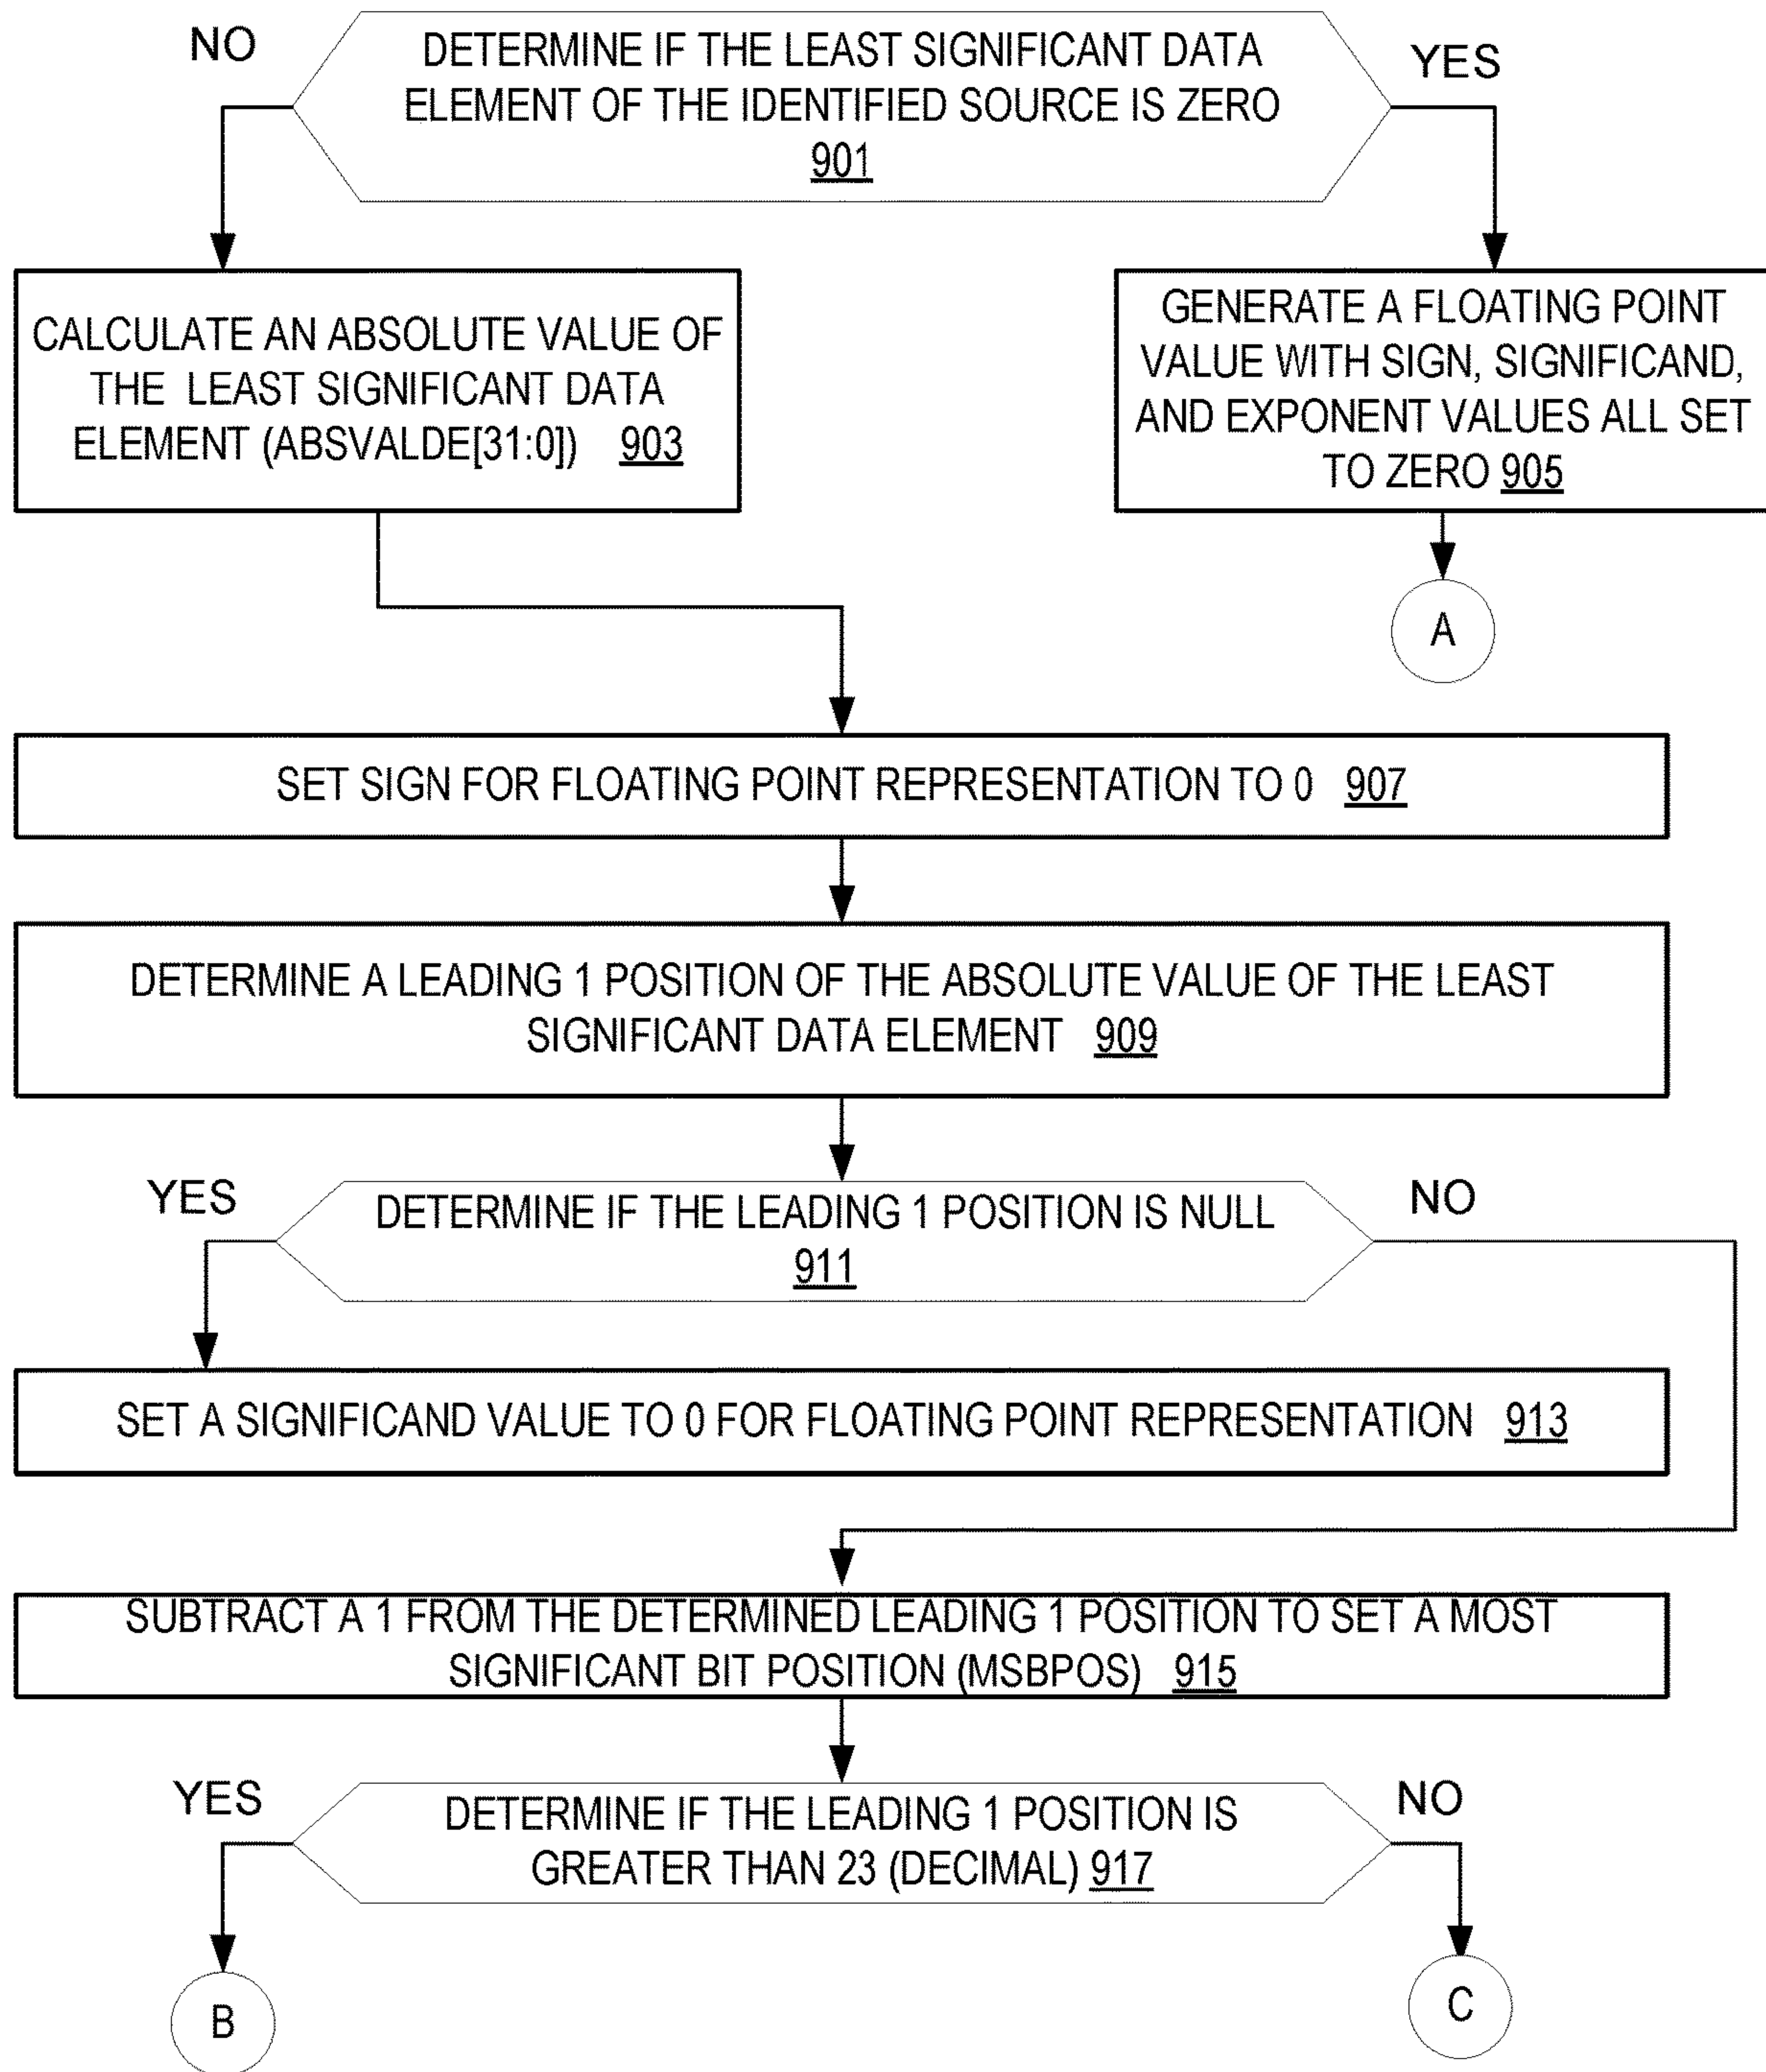 NO
DETERMINE IF THE LEAST SIGNIFICANT DATA
ELEMENT OF THE IDENTIFIED SOURCE IS ZERO
901
YES
CALCULATE AN ABSOLUTE VALUE OF
THE LEAST SIGNIFICANT DATA
ELEMENT (ABSVALDE[31:0]) 903
GENERATE A FLOATING POINT
VALUE WITH SIGN, SIGNIFICAND,
AND EXPONENT VALUES ALL SET
TO ZERO 905
A
SET SIGN FOR FLOATING POINT REPRESENTATION TO 0 907
DETERMINE A LEADING 1 POSITION OF THE ABSOLUTE VALUE OF THE LEAST
SIGNIFICANT DATA ELEMENT 909
YES
DETERMINE IF THE LEADING 1 POSITION IS NULL
911
NO
SET A SIGNIFICAND VALUE TO 0 FOR FLOATING POINT REPRESENTATION 913
SUBTRACT A 1 FROM THE DETERMINED LEADING 1 POSITION TO SET A MOST
SIGNIFICANT BIT POSITION (MSBPOS) 915
YES
DETERMINE IF THE LEADING 1 POSITION IS
GREATER THAN 23 (DECIMAL) 917
NO
B
C